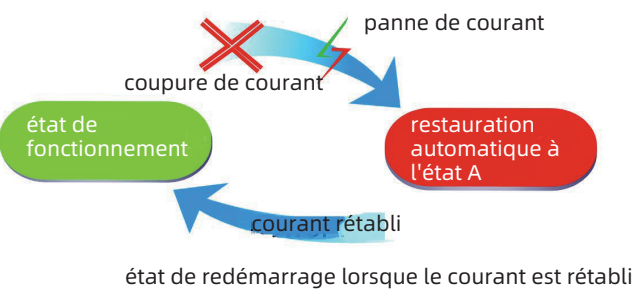 panne de courant
coupure de courant
état de
fonctionnement
restauration
automatique à
l'état A
courant rétabli
état de redémarrage lorsque le courant est rétabli